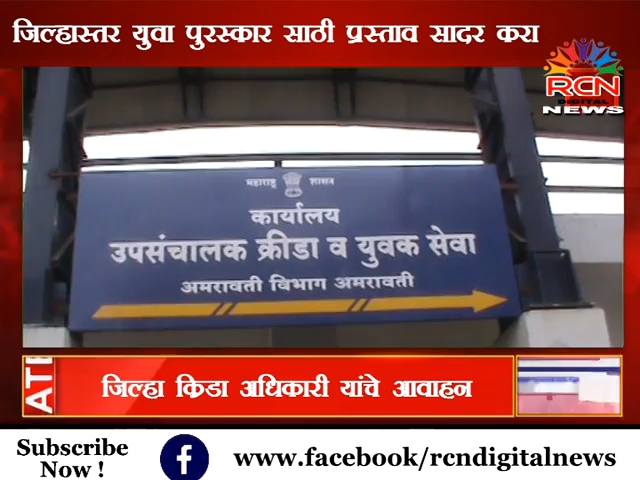 जिल्हास्तर युवा पुरस्कार साठी प्रस्ताव सादर करा
RCN
DIGITAL
NEWS
महाराष्ट्र शासन
कार्यालय
उपसंचालक क्रीडा व युवक सेवा
अमरावती विभाग अमरावती
जिल्हा क्रिडा अधिकारी यांचे आवाहन
Subscribe
Now !
www.facebook/rcndigitalnews